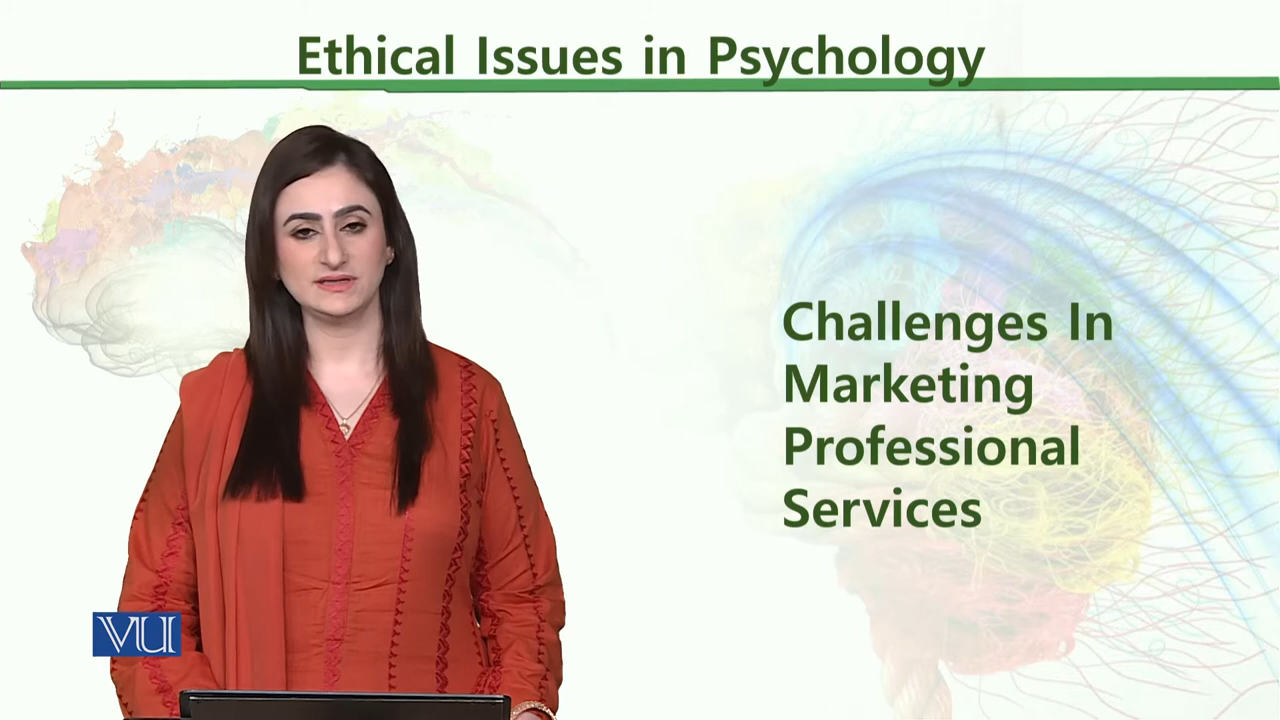 Ethical Issues in Psychology
Challenges In
Marketing
Professional
Services
VU